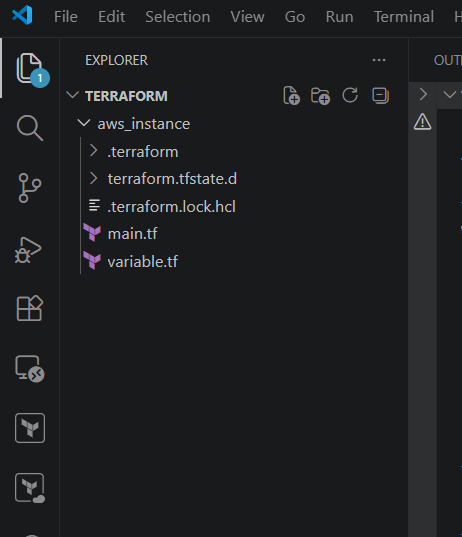 File Edit Selection View Go Run Terminal
EXPLORER
OUT
TERRAFORM
aws_instance
.terraform
terraform.tfstate.d
.terraform.lock.hcl
main.tf
variable.tf
1